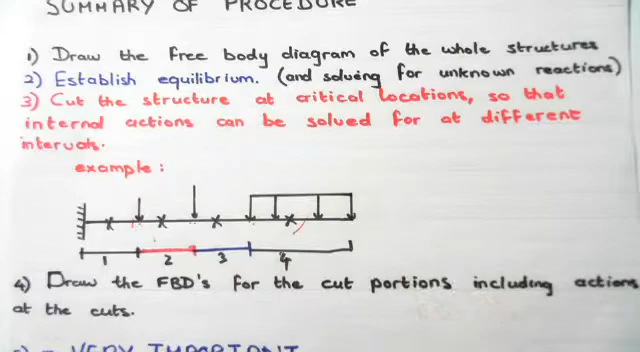 SUMMARY OF PROCEDURE
1) Draw the free body diagram of the whole structures
2) Establish equilibrium. (and solving for unknown reactions)
3) Cut the structure at critical locations, so that
internal actions can be solved for at different
intervals.
example :
1 2 3 4
4) Draw the FBD's for the cut portions including actions
at the cuts.
VERY IMPORTANT